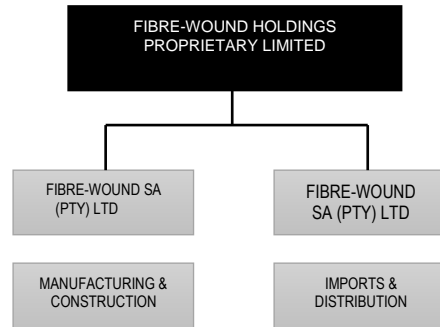 FIBRE-WOUND HOLDINGS
PROPRIETARY LIMITED
FIBRE-WOUND SA
(PTY) LTD
FIBRE-WOUND
SA (PTY) LTD
MANUFACTURING &
CONSTRUCTION
IMPORTS &
DISTRIBUTION